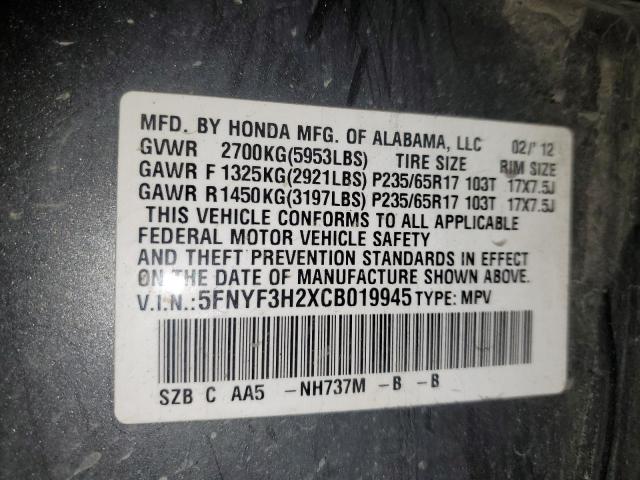 MFD. BY HONDA MFG. OF ALABAMA, LLC 02/'12
GVWR 2700KG(5953LBS) TIRE SIZE RIM SIZE
GAWR F 1325KG(2921LBS) P235/65R17 103T 17X7.5J
GAWR R 1450KG(3197LBS) P235/65R17 103T 17X7.5J
THIS VEHICLE CONFORMS TO ALL APPLICABLE
FEDERAL MOTOR VEHICLE SAFETY
AND THEFT PREVENTION STANDARDS IN EFFECT
ON THE DATE OF MANUFACTURE SHOWN ABOVE.
V.I.N.:5FNYF3H2XCB019945 TYPE: MPV
SZB C AA5 -NH737M -B -B